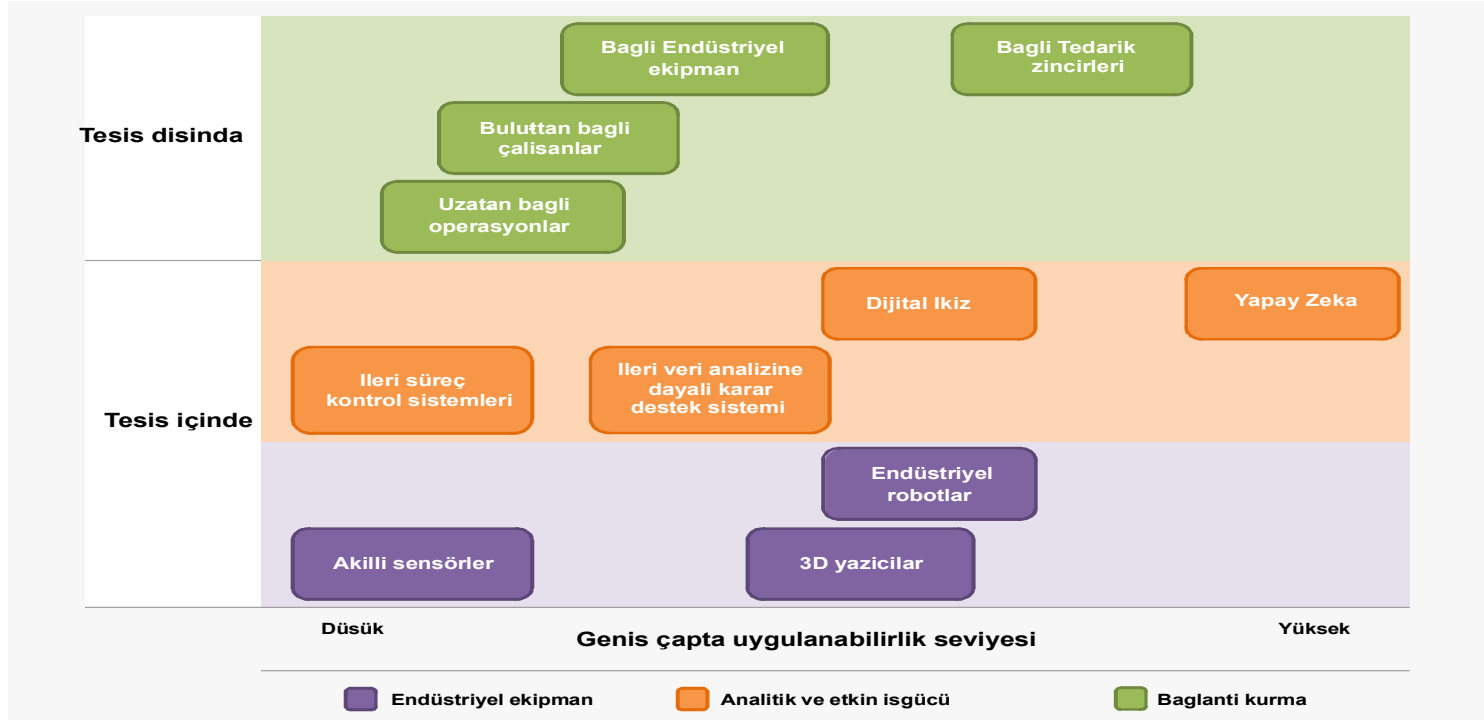 Bagli Endüstriyel
ekipman
Bagli Tedarik
zincirleri
Tesis disinda
Buluttan bagli
çalisanlar
Uzatan bagli
operasyonlar
Dijital Ikiz
Yapay Zeka
Ileri süreç
kontrol sistemleri
Ileri veri analizine
dayali karar
destek sistemi
Tesis içinde
Endüstriyel
robotlar
Akilli sensörler
3D yazicilar
Düsük
Genis çapta uygulanabilirlik seviyesi
Yüksek
Endüstriyel ekipman
Analitik ve etkin isgücü
Baglanti kurma